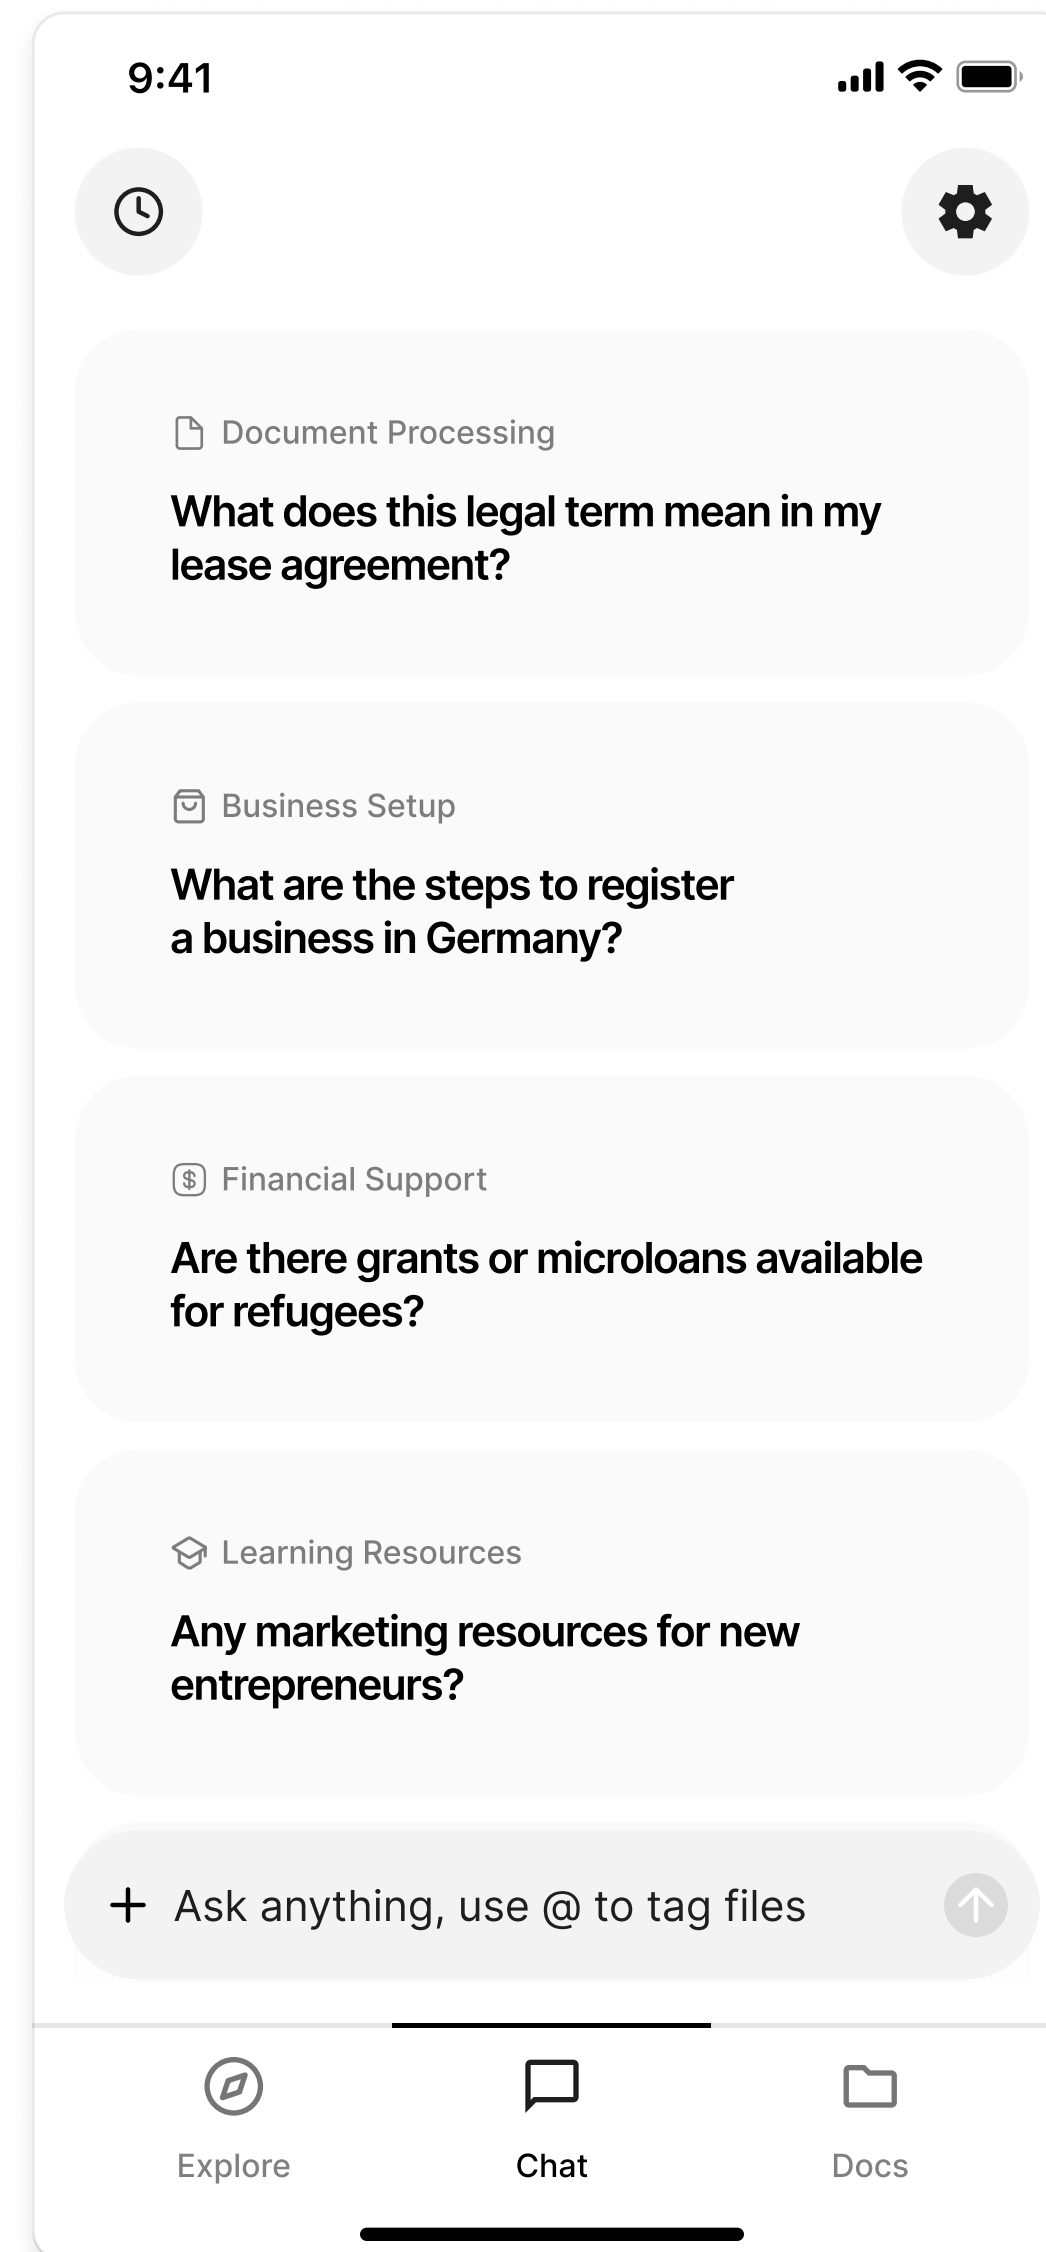 9:41
Document Processing
What does this legal term mean in my
lease agreement?
Business Setup
What are the steps to register
a business in Germany?
Financial Support
Are there grants or microloans available
for refugees?
Learning Resources
Any marketing resources for new
entrepreneurs?
Ask anything, use @ to tag files
Explore
Chat
Docs